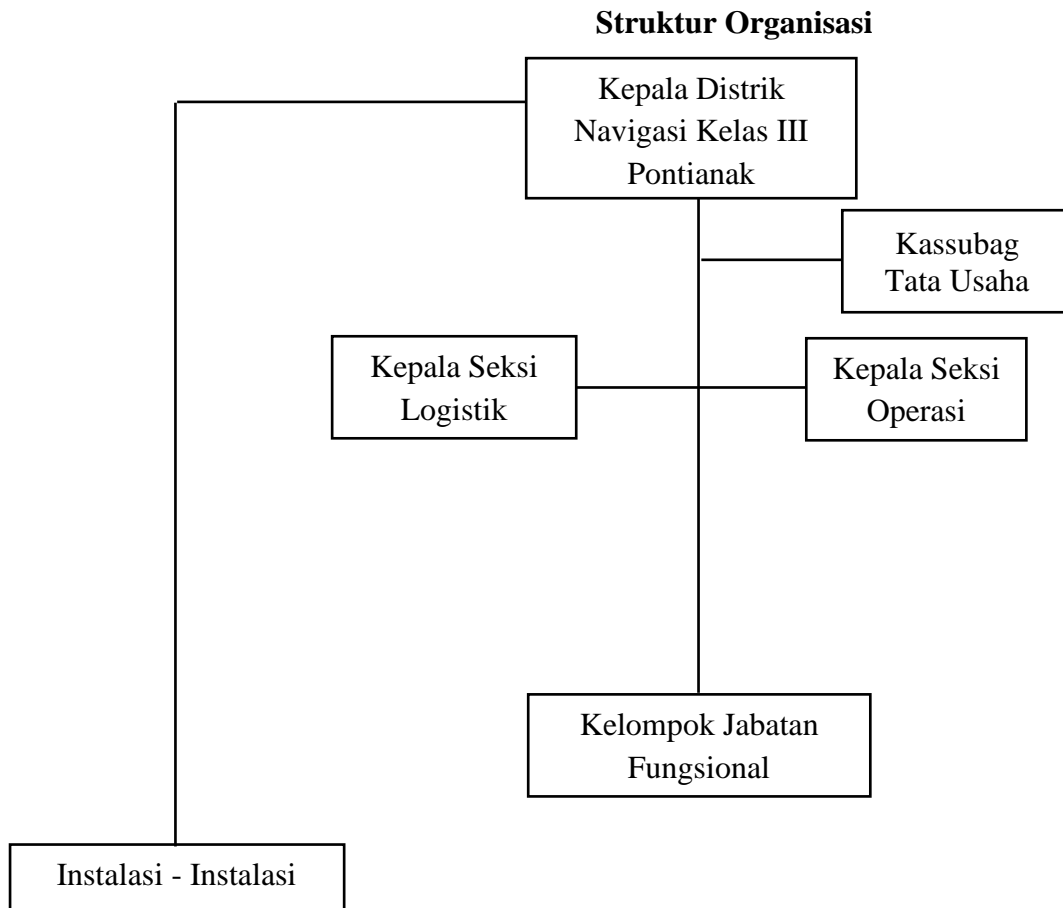 Struktur Organisasi
Kepala Distrik
Navigasi Kelas III
Pontianak
Kassubag
Tata Usaha
Kepala Seksi
Logistik
Kepala Seksi
Operasi
Kelompok Jabatan
Fungsional
Instalasi - Instalasi